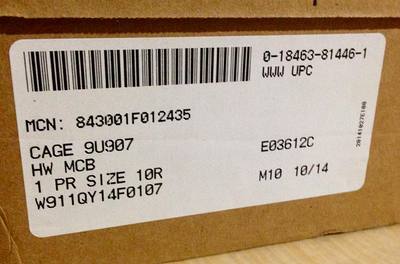 0-18463-81446-1
WWW UPC
MCN: 843001F012435
CAGE 9U907
HW MCB
1 PR SIZE 10R
W911QY14F0107
E03612C
M10 10/14